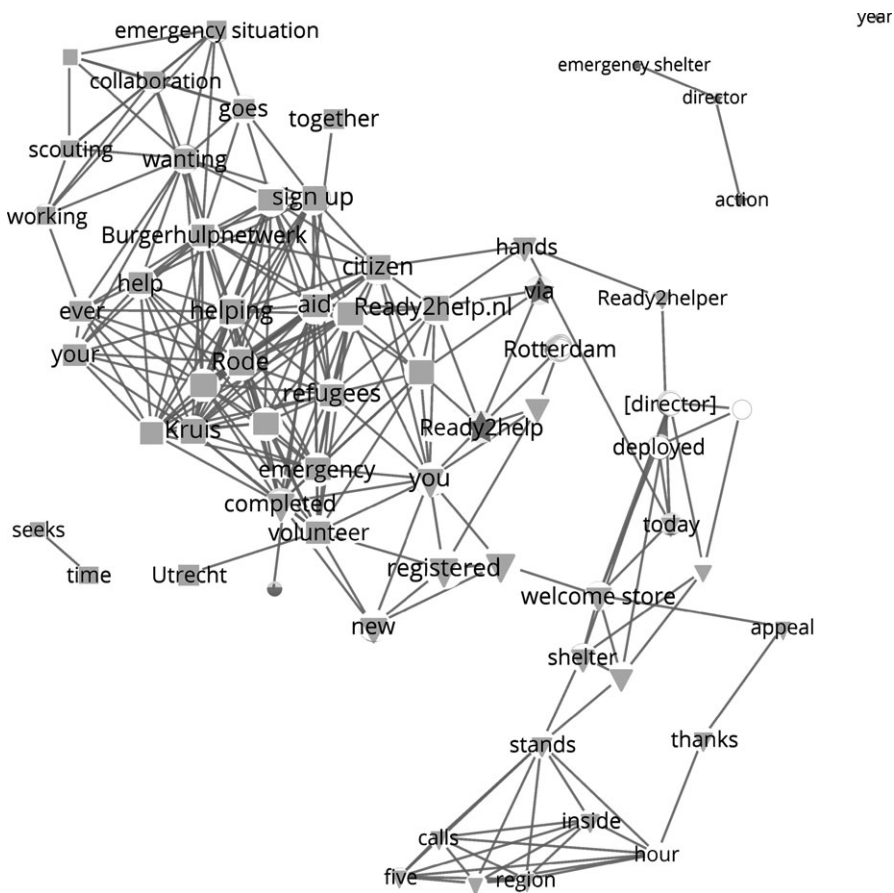 year
emergency situation
emergency shelter
collaboration
director
goes
together
scouting
wanting
sign up
action
working
Burgerhulpnetwerk
hands
citizen
help
via
Ready2helper
ever
helping
aid
Ready2help.nl
your
Rode
Rotterdam
refugees
[director]
Kruis
Ready2help
deployed
emergency
you
completed
seeks
volunteer
today
time
Utrecht
registered
welcome store
new
appeal
shelter
stands
thanks
inside
calls
hour
five
region